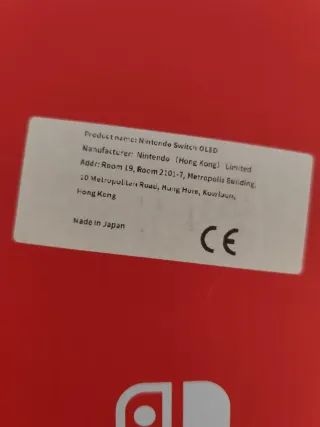 Product name: Nintendo Switch OLED
Manufacturer: Nintendo (Hong Kong) Limited
Addr: Room 19, Room 2101-7, Metropolis Building,
10 Metropolitan Road, Hung Hom, Kowloon,
Hong Kong
Made in Japan
CE